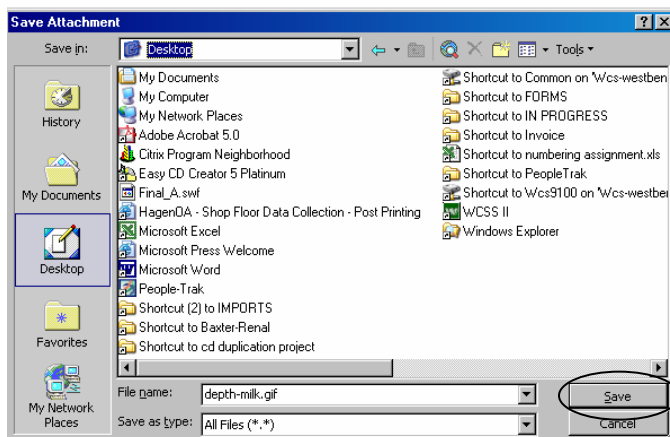 Save Attachment
Save in:
Desktop
Tools
History
My Documents
Desktop
Favorites
My Network
Places
My Documents
My Computer
My Network Places
Adobe Acrobat 5.0
Citrix Program Neighborhood
Easy CD Creator 5 Platinum
Final_A.swf
HagenOA - Shop Floor Data Collection - Post Printing
Microsoft Excel
Microsoft Press Welcome
Microsoft Word
People-Trak
Shortcut (2) to IMPORTS
Shortcut to Baxter-Renal
Shortcut to cd duplication project
Shortcut to Common on 'Wcs-westben
Shortcut to FORMS
Shortcut to IN PROGRESS
Shortcut to Invoice
Shortcut to numbering assignment.xls
Shortcut to PeopleTrak
Shortcut to Wcs9100 on 'Wcs-westben
WCSS II
Windows Explorer
File name:
depth-milk.gif
Save
Save as type:
All Files (*.*)
Cancel